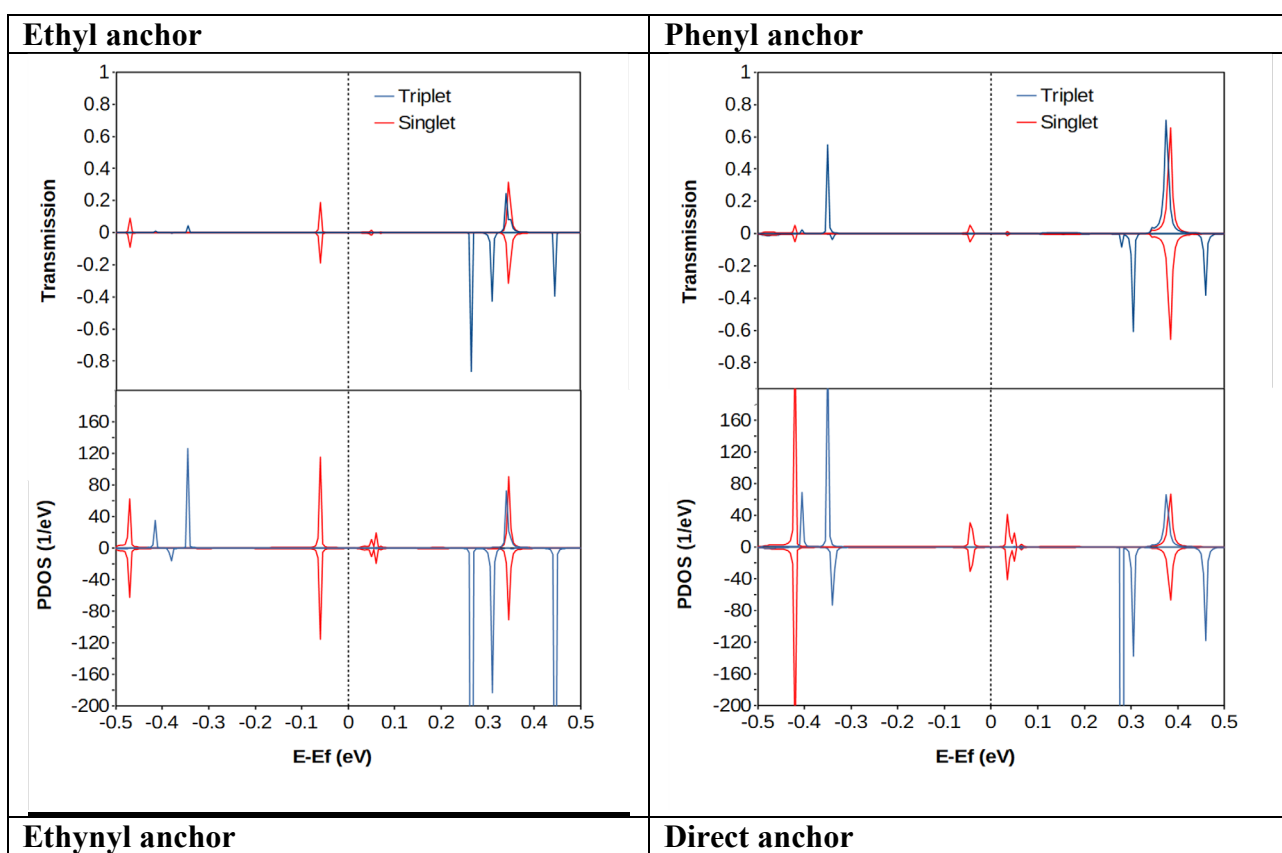 Ethyl anchor
Phenyl anchor
1
0.8
0.6
0.4
0.2
0
-0.2
-0.4
-0.6
-0.8
Transmission
Triplet
Singlet
160
120
80
40
0
-40
-80
-120
-160
-200
PDOS (1/eV)
-0.5 -0.4 -0.3 -0.2 -0.1 0 0.1 0.2 0.3 0.4 0.5
E-Ef (eV)
1
0.8
0.6
0.4
0.2
0
-0.2
-0.4
-0.6
-0.8
Transmission
Triplet
Singlet
160
120
80
40
0
-40
-80
-120
-160
-200
PDOS (1/eV)
-0.5 -0.4 -0.3 -0.2 -0.1 0 0.1 0.2 0.3 0.4 0.5
E-Ef (eV)
Ethynyl anchor
Direct anchor